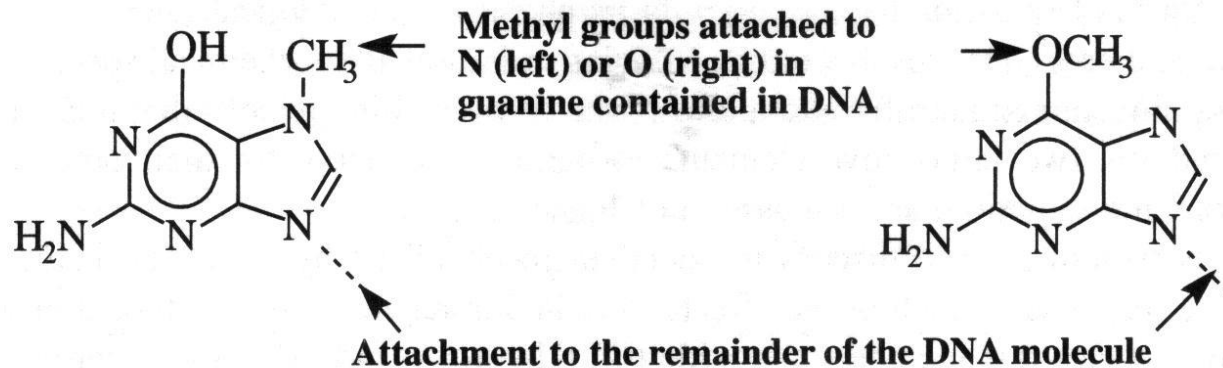 OH
CH₃
Methyl groups attached to
N (left) or O (right) in
guanine contained in DNA
OCH₃
N
N
H₂N
N
N
N
N
H₂N
N
N
Attachment to the remainder of the DNA molecule